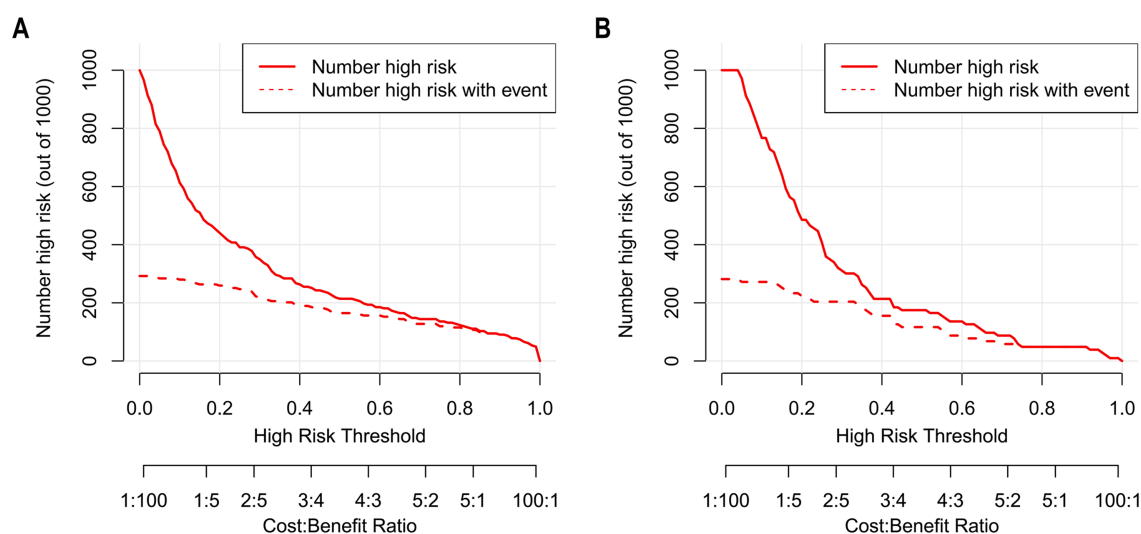 A
Number high risk
Number high risk with event
Number high risk (out of 1000)
1000
800
600
400
200
0
0.0 0.2 0.4 0.6 0.8 1.0
High Risk Threshold
1:100 1:5 2:5 3:4 4:3 5:2 5:1 100:1
Cost:Benefit Ratio
B
Number high risk
Number high risk with event
Number high risk (out of 1000)
1000
800
600
400
200
0
0.0 0.2 0.4 0.6 0.8 1.0
High Risk Threshold
1:100 1:5 2:5 3:4 4:3 5:2 5:1 100:1
Cost:Benefit Ratio